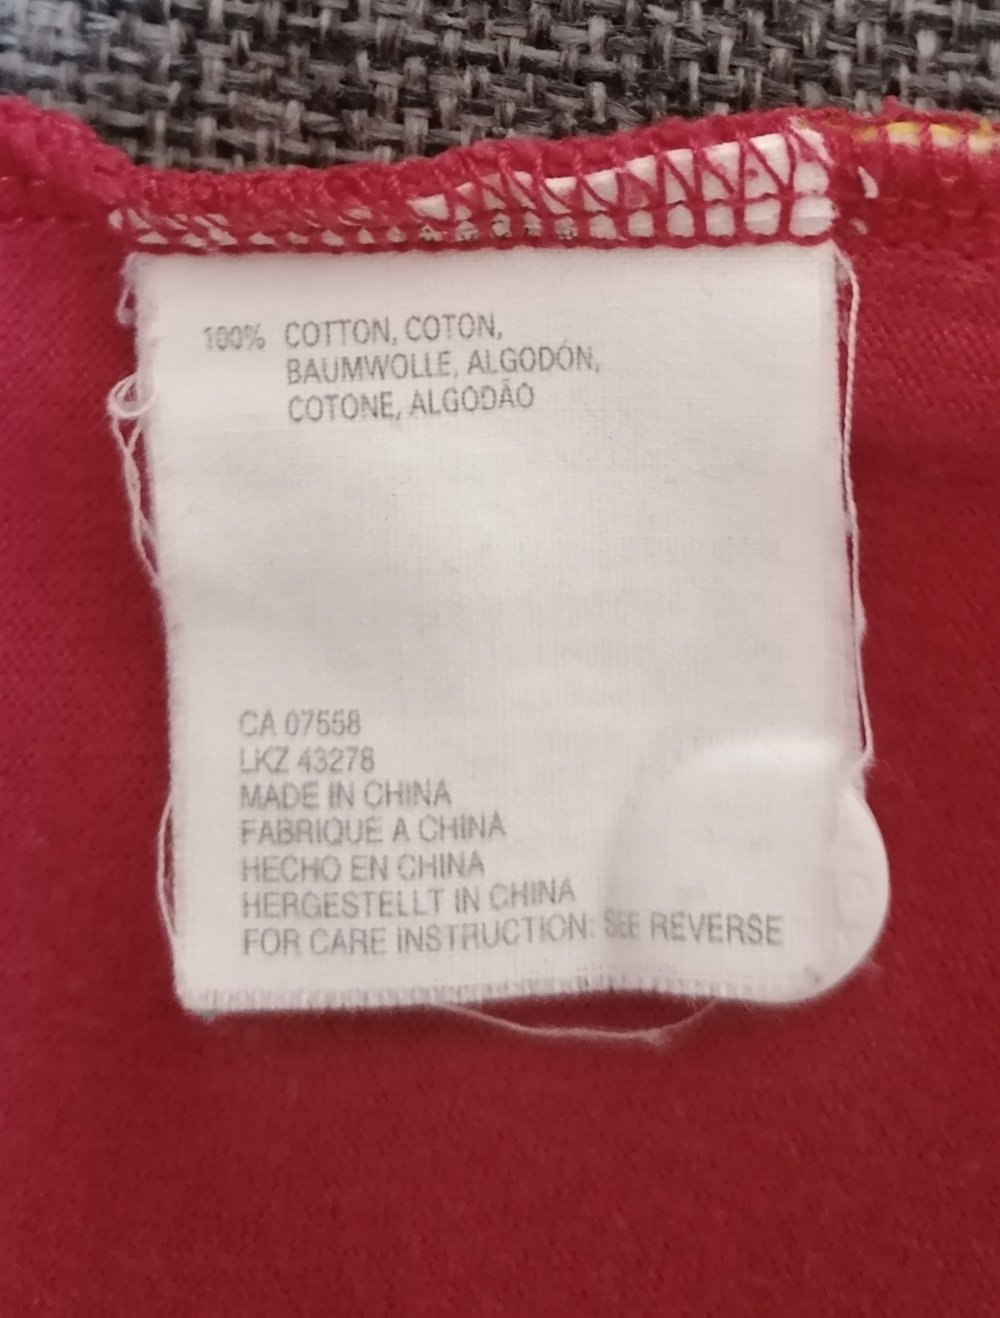 100% COTTON, COTON,
BAUMWOLLE, ALGODÓN,
COTONE, ALGODÃO
CA 07558
LKZ 43278
MADE IN CHINA
FABRIQUE A CHINA
HECHO EN CHINA
HERGESTELLT IN CHINA
FOR CARE INSTRUCTION: SEE REVERSE